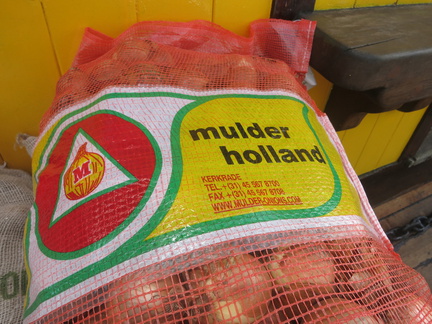 M
mulder
holland
KERKRADE
TEL. +(31) 45 567 8700
FAX +(31) 45 567 8708
WWW.MULDERONIONS.COM